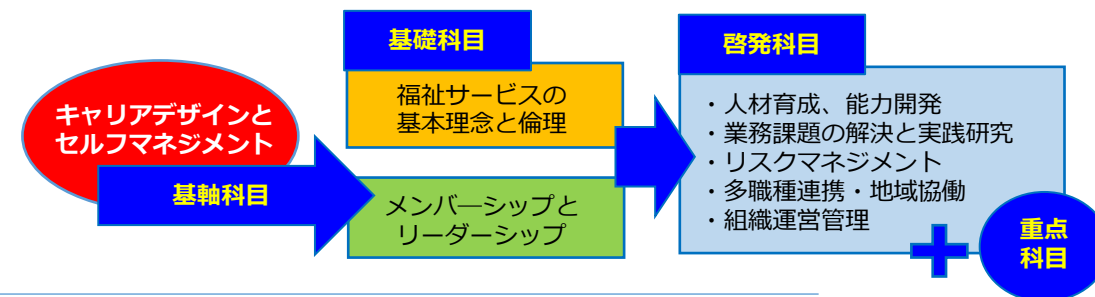 キャリアデザインと
セルフマネジメント
基軸科目
基礎科目
福祉サービスの
基本理念と倫理
メンバーシップと
リーダーシップ
啓発科目
・人材育成、能力開発
・業務課題の解決と実践研究
・リスクマネジメント
・多職種連携・地域協働
・組織運営管理
重点
科目